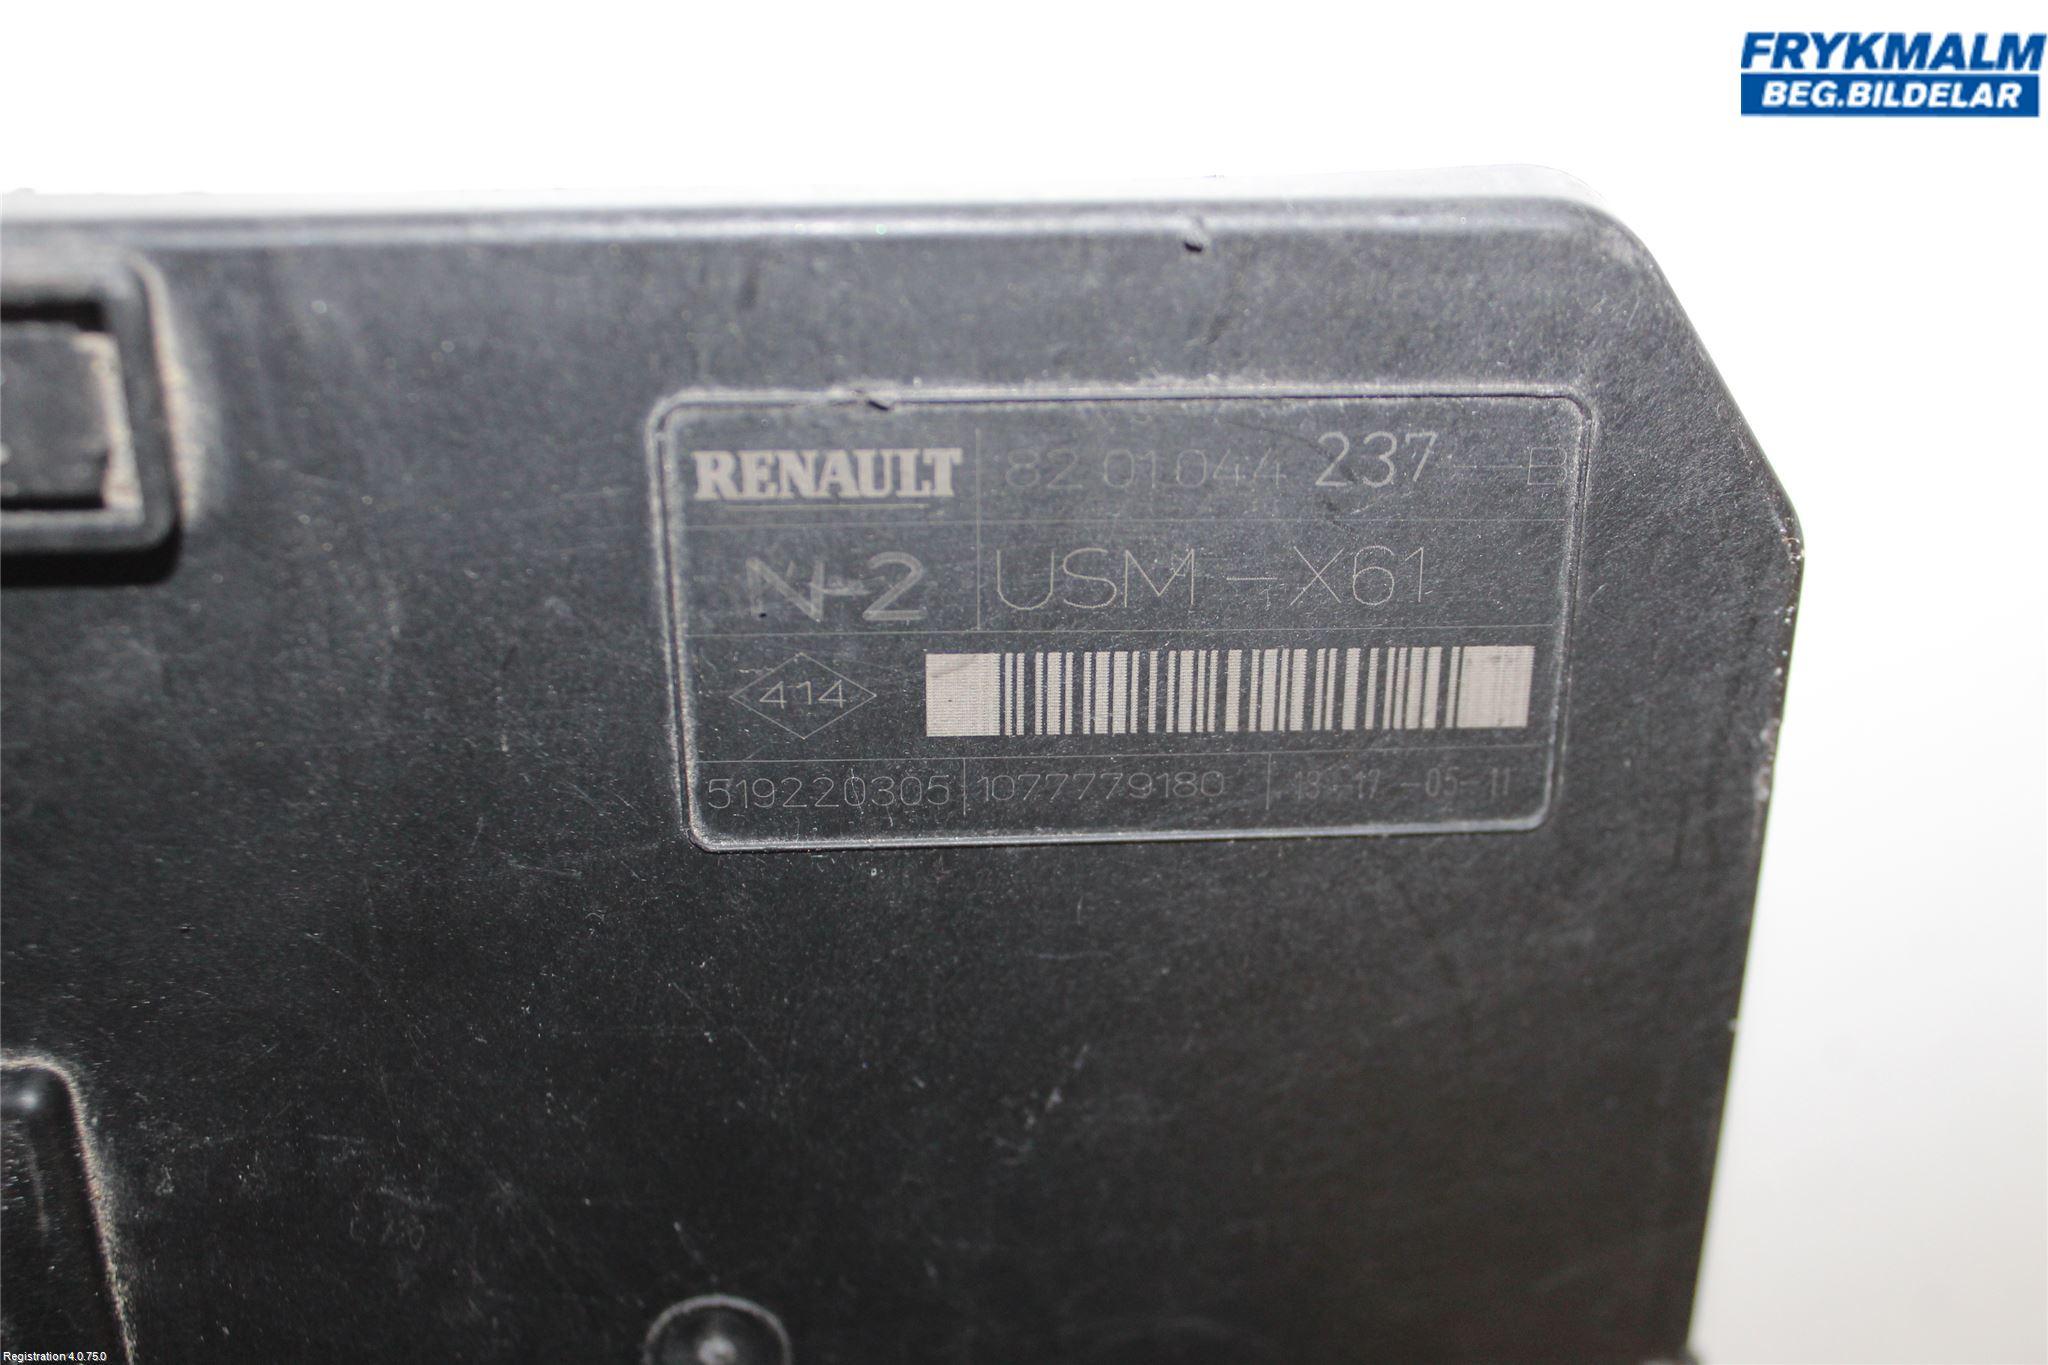 FRYKMALM
BEG.BILDELAR
RENAULT 82 01 044 237--B
N-2 USM-X61
414
519220305 1077779180 13-17-05-11
Registration 4.0.75.0